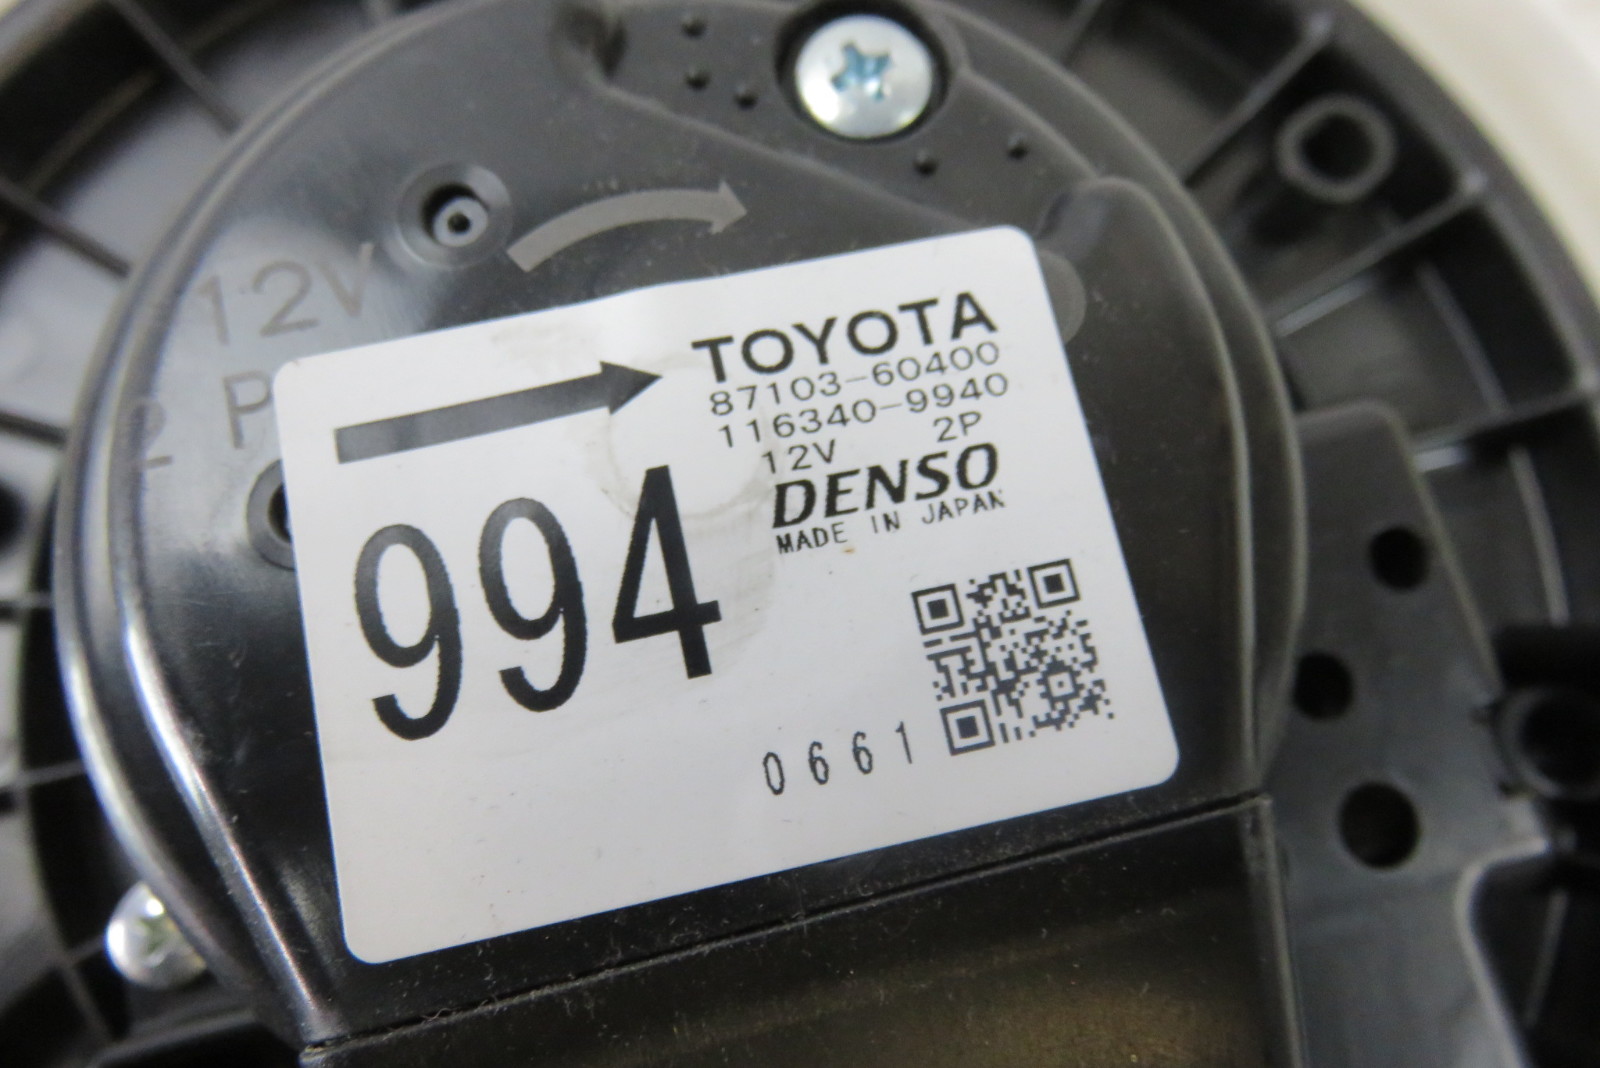 12V
2 P
TOYOTA
87103-60400
116340-9940
12V 2P
DENSO
MADE IN JAPAN
994
0661